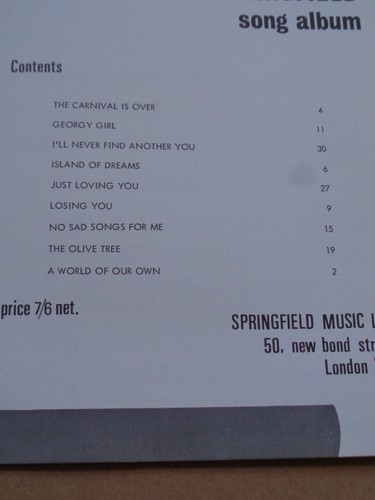 song album
Contents
THE CARNIVAL IS OVER 4
GEORGY GIRL 11
I'LL NEVER FIND ANOTHER YOU 30
ISLAND OF DREAMS 6
JUST LOVING YOU 27
LOSING YOU 9
NO SAD SONGS FOR ME 15
THE OLIVE TREE 19
A WORLD OF OUR OWN 2
price 7/6 net.
SPRINGFIELD MUSIC L
50, new bond str
London